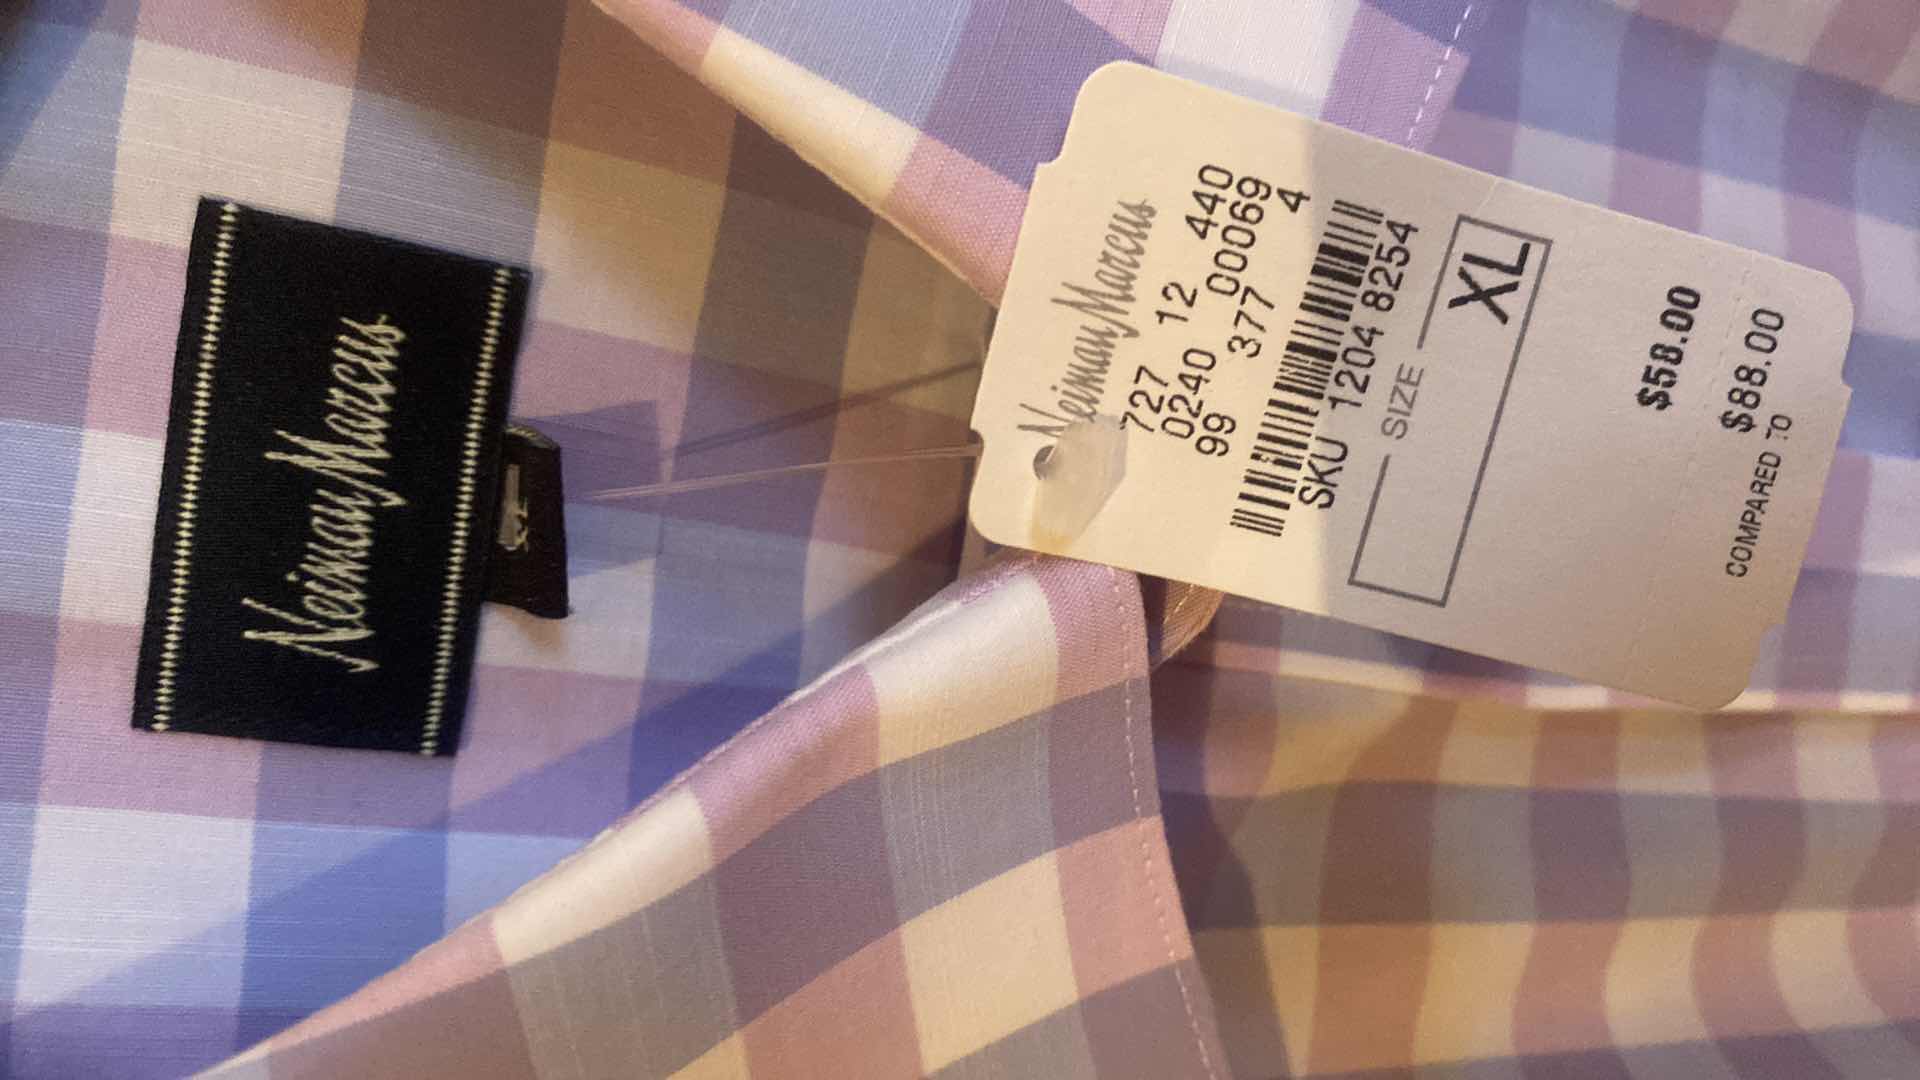 Neiman Marcus
XL
Neiman Marcus
727 12 440
0240 00069
99 377 4
SKU 1204 8254
SIZE
XL
$58.00
$88.00
COMPARED TO